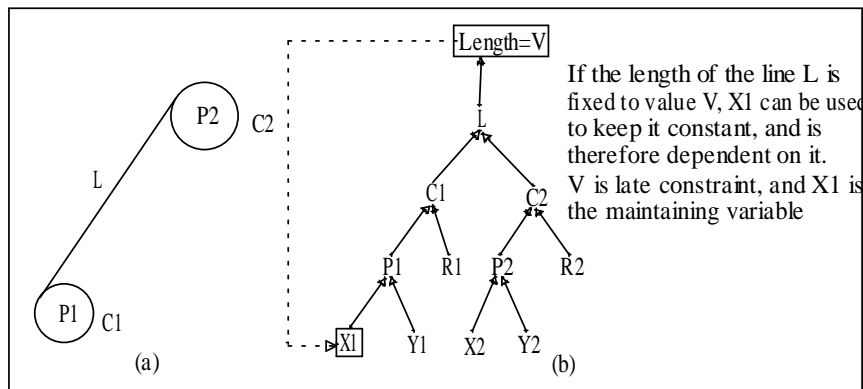 P2
C2
L
P1
C1
(a)
Length=V
L
C1 C2
P1 R1 P2 R2
X1 Y1 X2 Y2
(b)
If the length of the line L is
fixed to value V, X1 can be used
to keep it constant, and is
therefore dependent on it.
V is late constraint, and X1 is
the maintaining variable